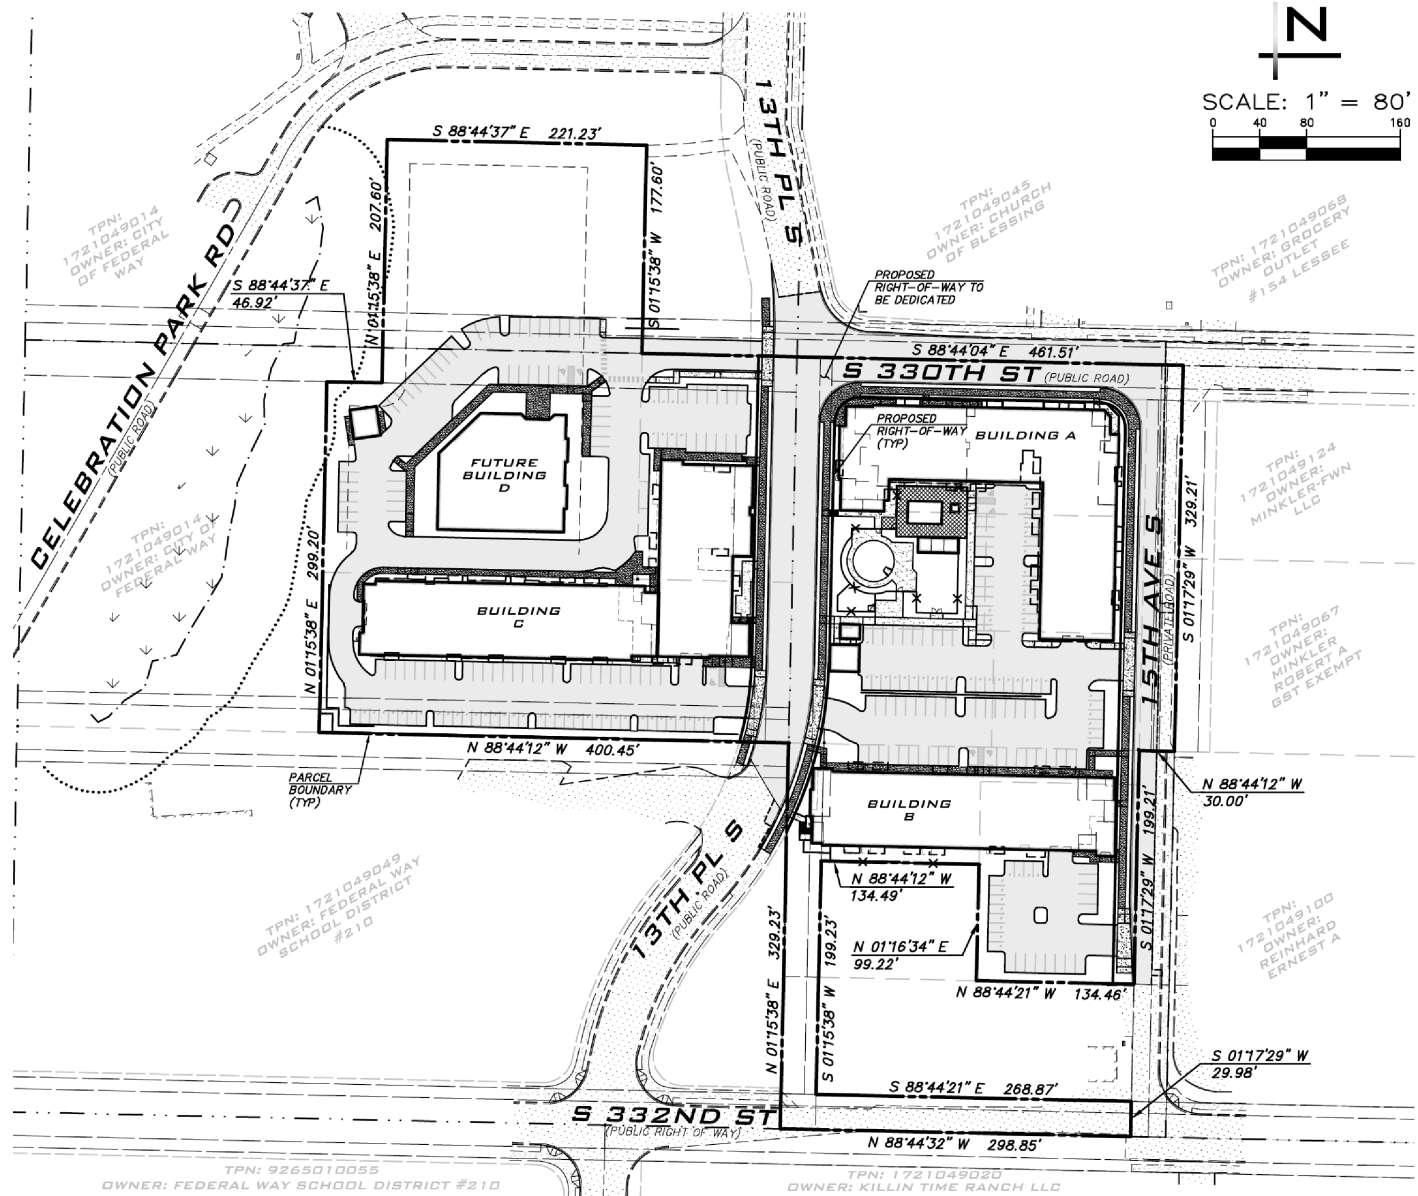 N
SCALE: 1" = 80'
0 40 80 160
13TH PL S
(PUBLIC ROAD)
S 88°44'37" E 221.23'
N 01°15'38" E 207.60'
S 01°15'38" W 177.60'
TPN:
1721049014
OWNER: CITY
OF FEDERAL
WAY
TPN:
1721049045
OWNER: CHURCH
OF BLESSING
TPN: 1721049068
OWNER: GROCERY
OUTLET
#154 LESSEE
CELEBRATION PARK RD
(PUBLIC ROAD)
S 88°44'37" E
46.92'
PROPOSED
RIGHT-OF-WAY TO
BE DEDICATED
S 88°44'04" E 461.51'
S 330TH ST (PUBLIC ROAD)
PROPOSED
RIGHT-OF-WAY
(TYP)
BUILDING A
FUTURE
BUILDING
D
TPN:
1721049124
OWNER:
MINKLER-FWN
LLC
TPN:
1721049014
OWNER: CITY OF
FEDERAL WAY
N 01°15'38" E 299.20'
15TH AVE S
(PRIVATE ROAD)
S 01°17'29" W 329.21'
BUILDING
C
TPN:
1721049067
OWNER:
MINKLER
ROBERT A
GST EXEMPT
N 88°44'12" W 400.45'
PARCEL
BOUNDARY
(TYP)
N 88°44'12" W
30.00'
BUILDING
B
S 01°17'29" W 199.21'
13TH PL S
(PUBLIC ROAD)
N 88°44'12" W
134.49'
TPN: 1721049049
OWNER: FEDERAL WAY
SCHOOL DISTRICT
#210
TPN:
1721049100
OWNER:
REINHARD
ERNEST A
N 01°15'38" E 329.23'
S 01°15'38" W 199.23'
N 01°16'34" E
99.22'
N 88°44'21" W 134.46'
S 01°17'29" W
29.98'
S 88°44'21" E 268.87'
S 332ND ST
(PUBLIC RIGHT OF WAY)
N 88°44'32" W 298.85'
TPN: 9265010055
OWNER: FEDERAL WAY SCHOOL DISTRICT #210
TPN: 1721049020
OWNER: KILLIN TIME RANCH LLC